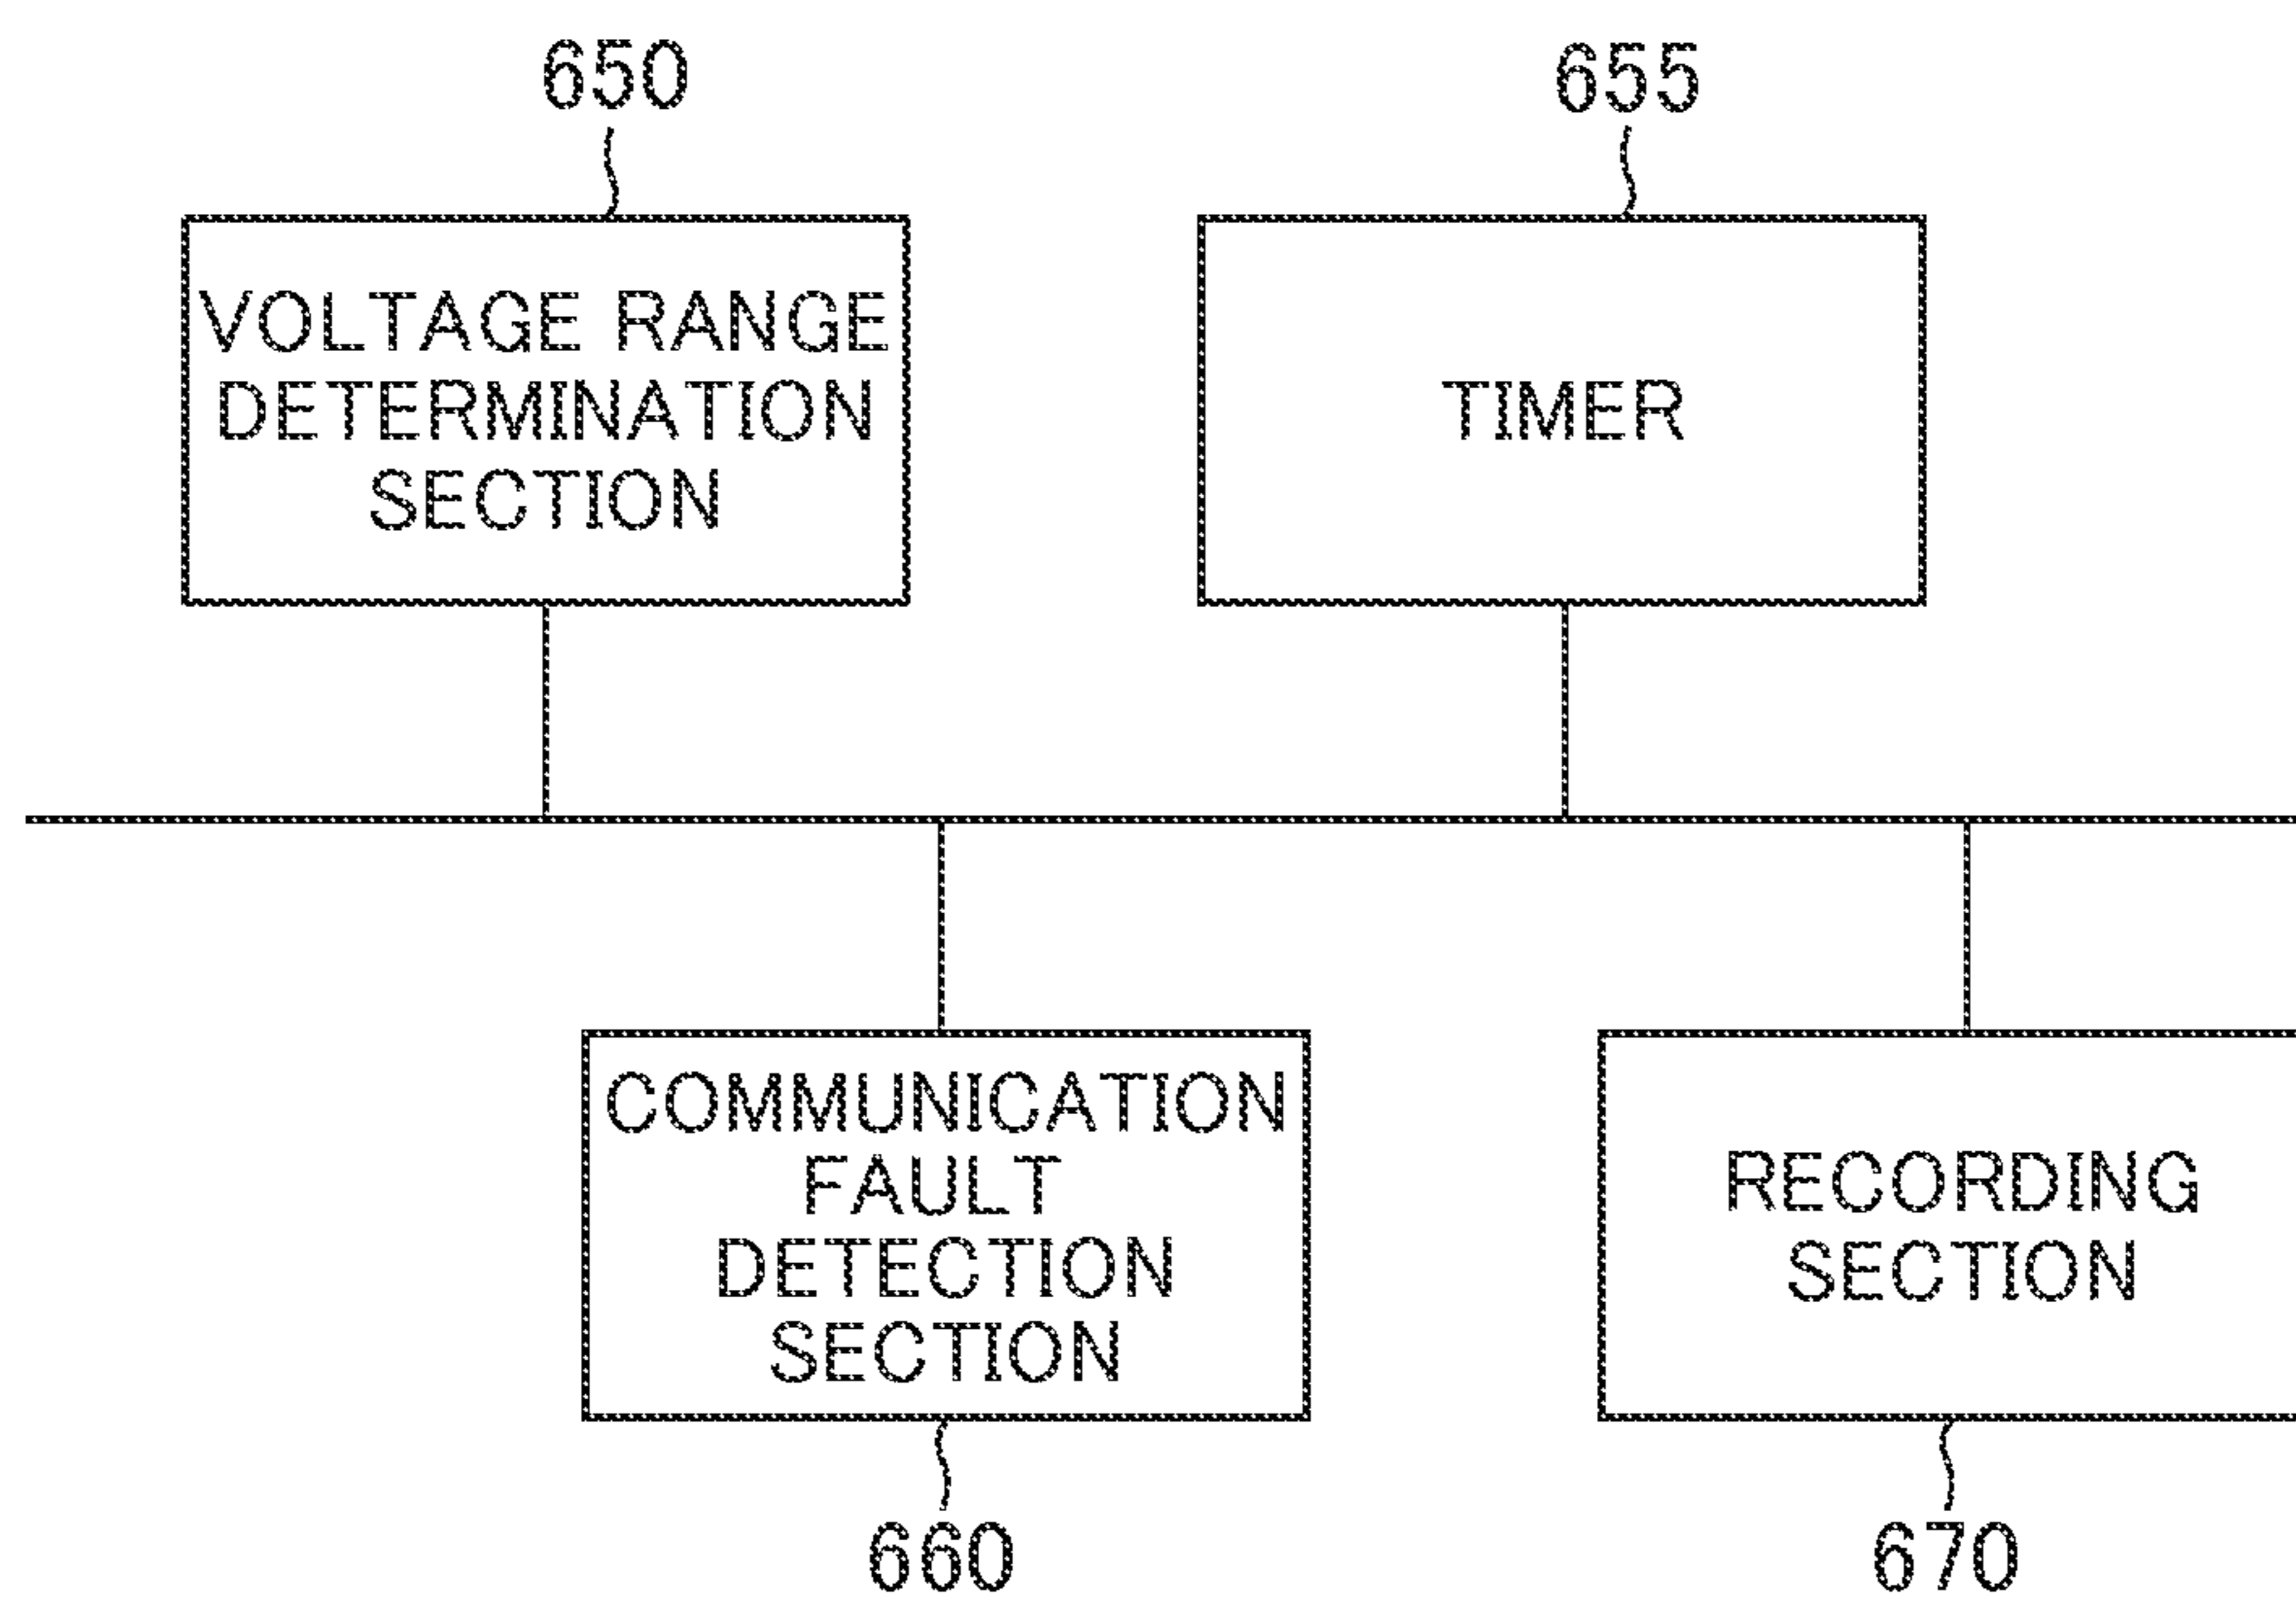 650
655
VOLTAGE RANGE
DETERMINATION
SECTION
TIMER
COMMUNICATION
FAULT
DETECTION
SECTION
RECORDING
SECTION
660
670